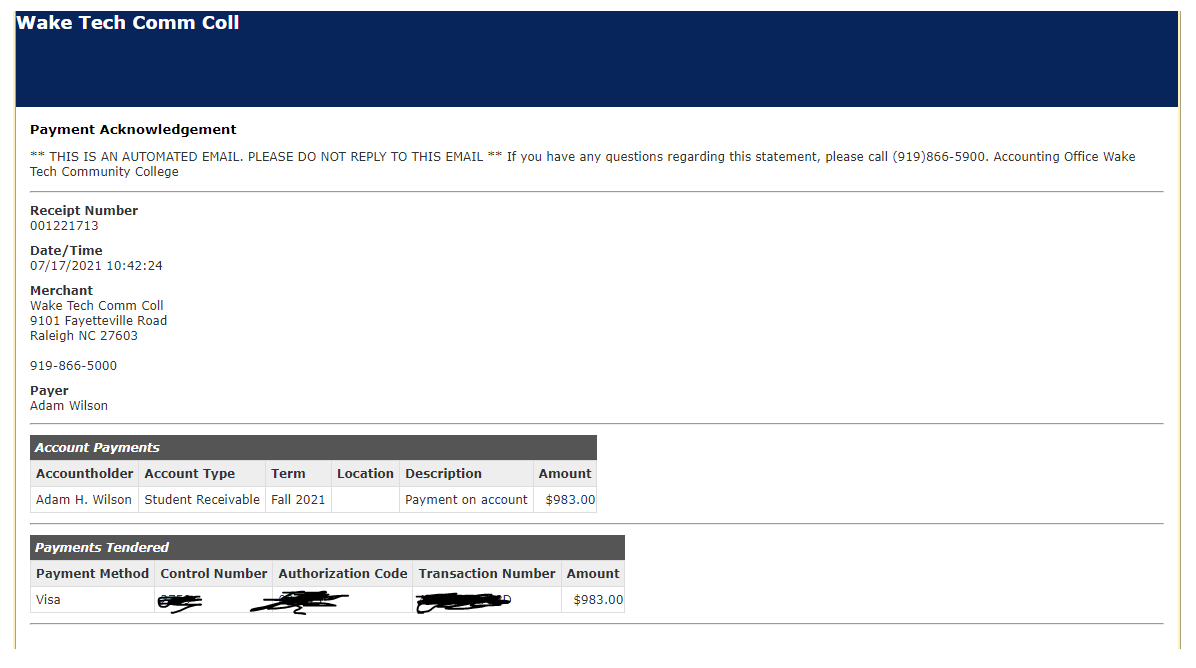 Wake Tech Comm Coll
Payment Acknowledgement
** THIS IS AN AUTOMATED EMAIL. PLEASE DO NOT REPLY TO THIS EMAIL ** If you have any questions regarding this statement, please call (919)866-5900. Accounting Office Wake
Tech Community College
Receipt Number
001221713
Date/Time
07/17/2021 10:42:24
Merchant
Wake Tech Comm Coll
9101 Fayetteville Road
Raleigh NC 27603
919-866-5000
Payer
Adam Wilson
Account Payments
Accountholder Account Type Term Location Description Amount
Adam H. Wilson Student Receivable Fall 2021 Payment on account $983.00
Payments Tendered
Payment Method Control Number Authorization Code Transaction Number Amount
Visa $983.00